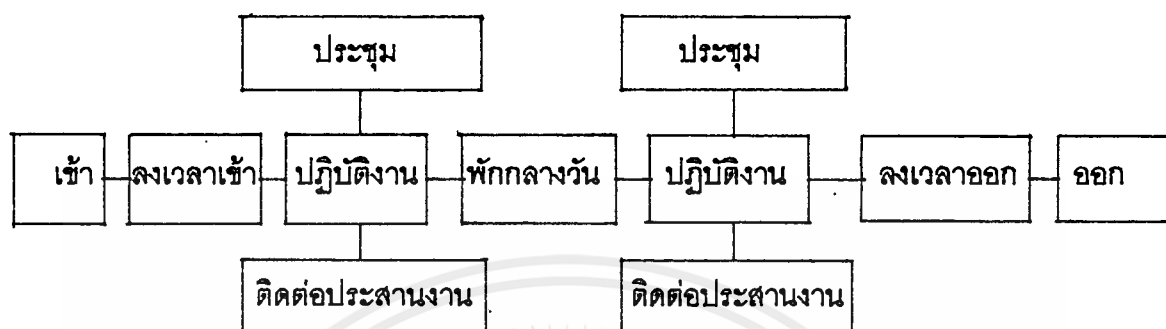 ประชุม ประชุม
เข้า ลงเวลาเข้า ปฏิบัติงาน พักกลางวัน ปฏิบัติงาน ลงเวลาออก ออก
ติดต่อประสานงาน ติดต่อประสานงาน